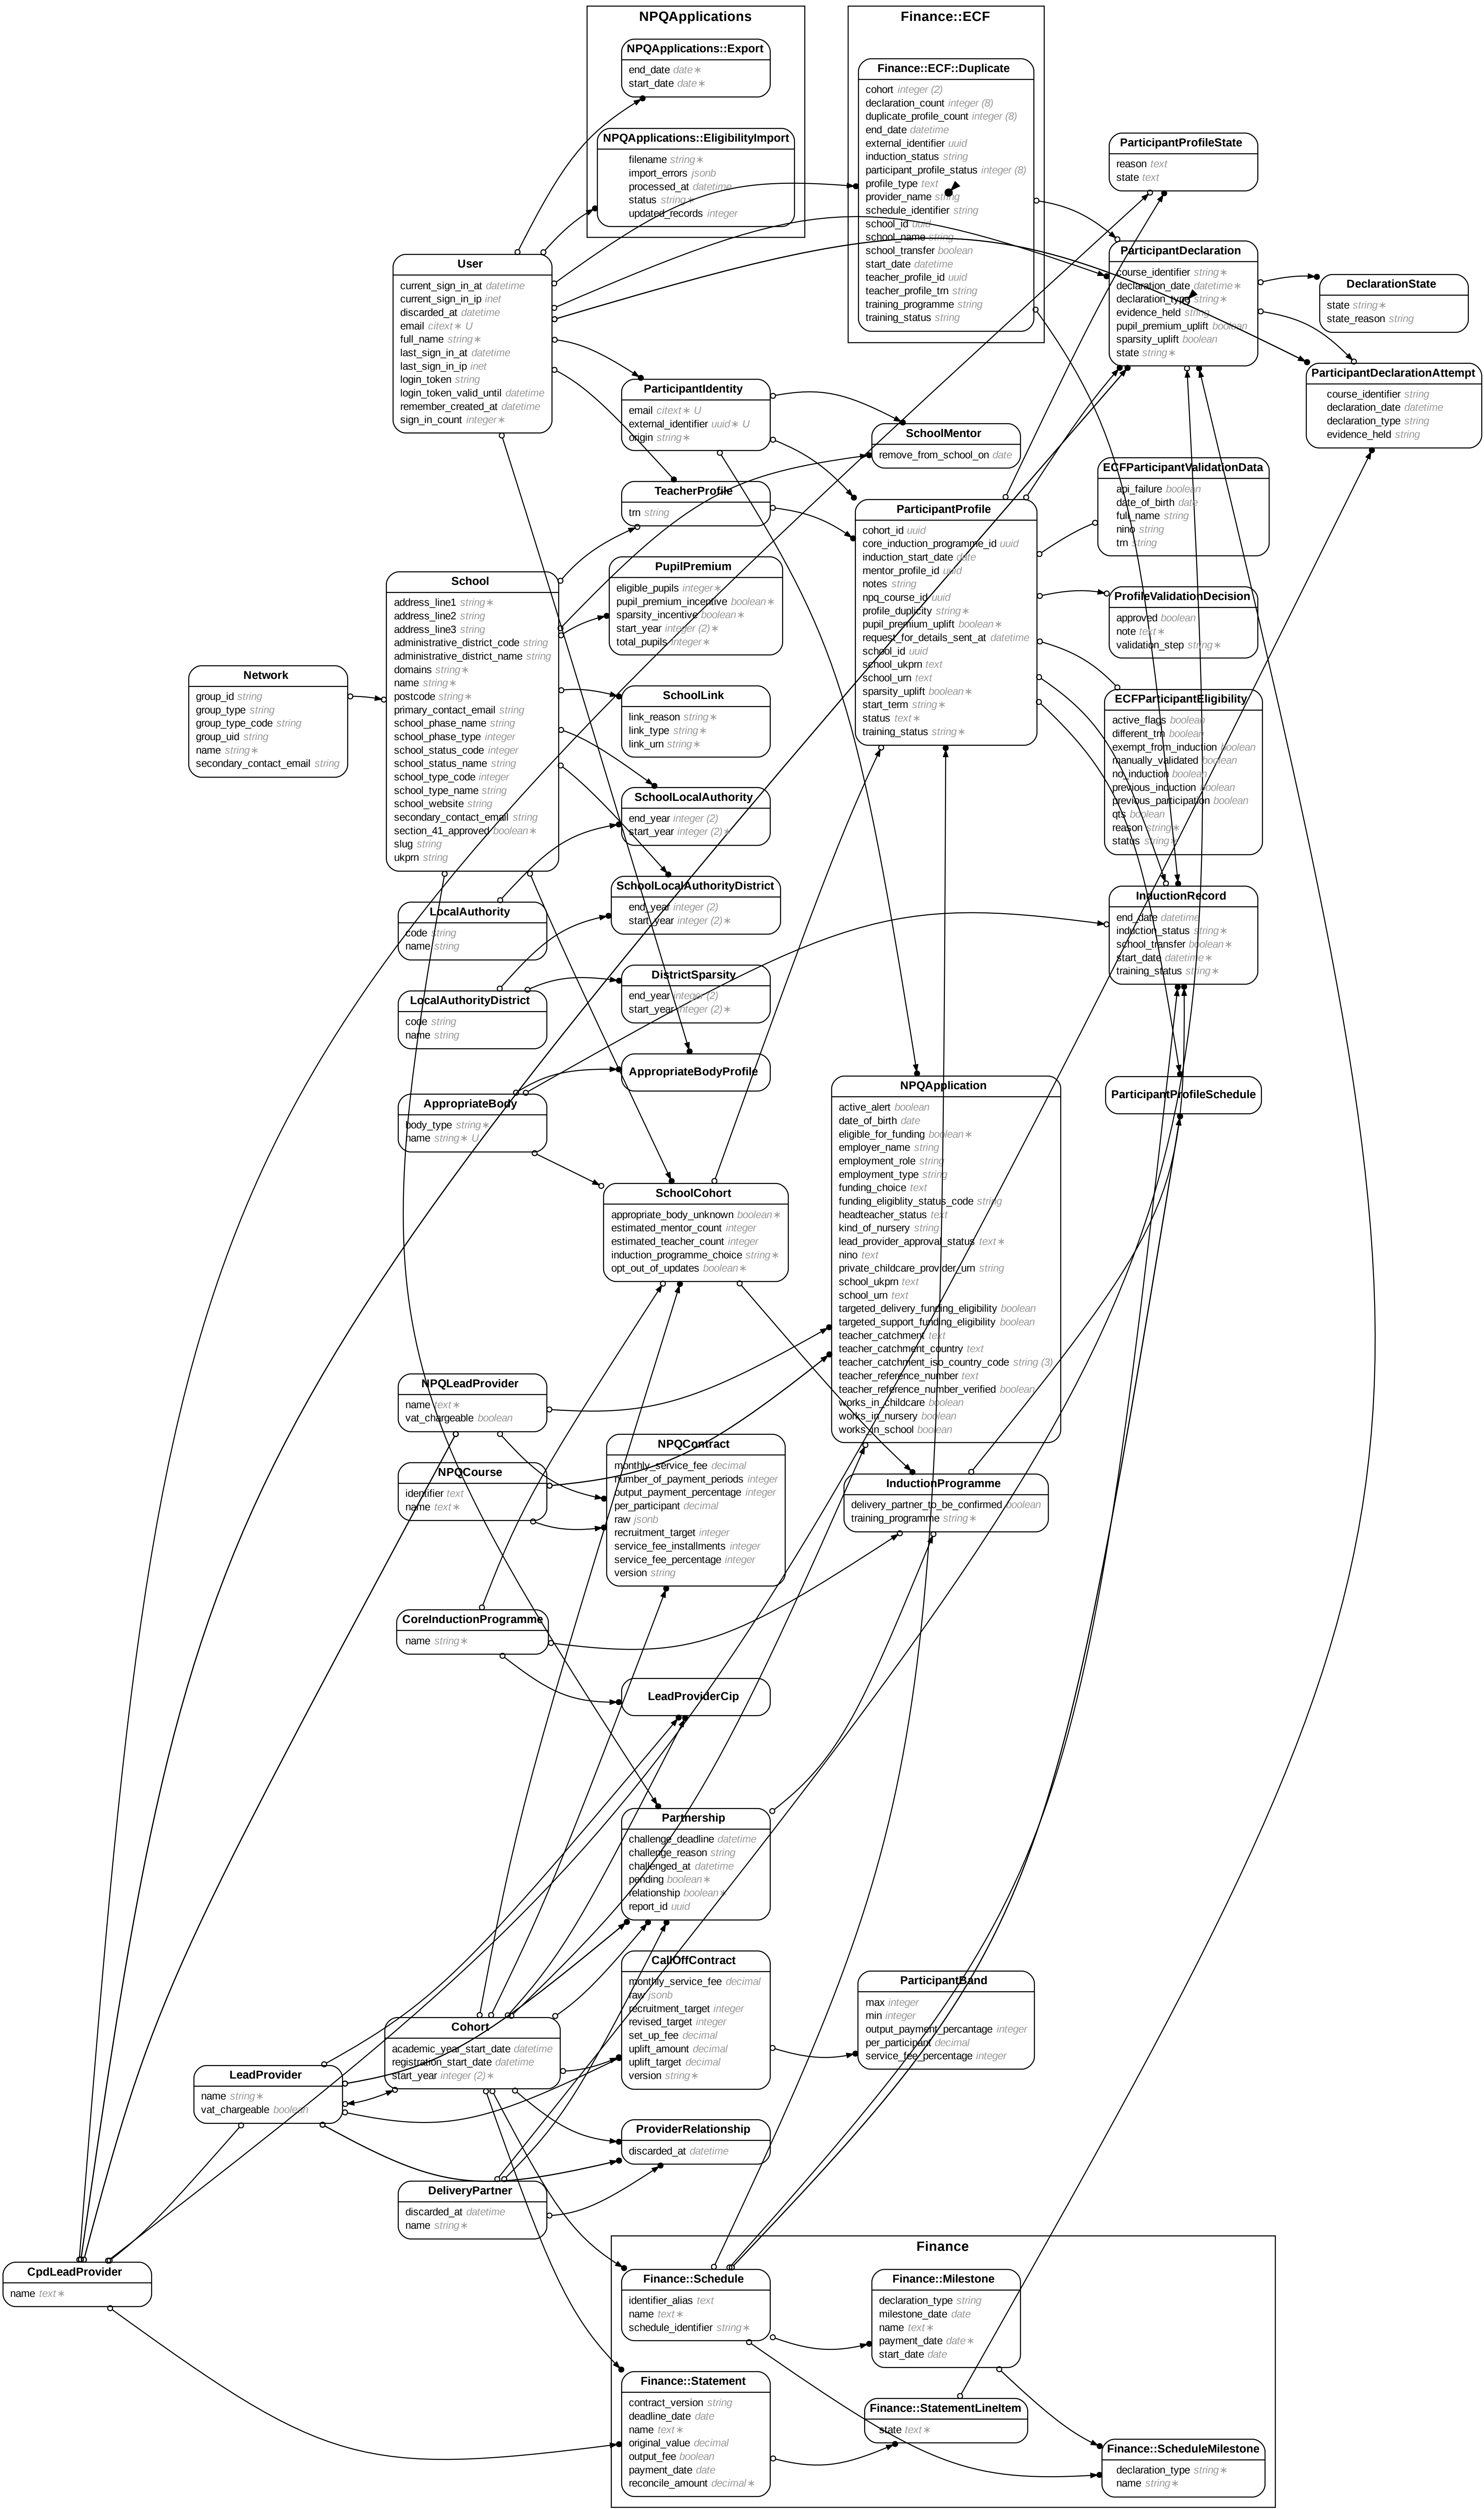 NPQApplications
NPQApplications::Export
end_date date∗
start_date date∗
NPQApplications::EligibilityImport
filename string∗
import_errors jsonb
processed_at datetime
status string∗
updated_records integer
Finance::ECF
Finance::ECF::Duplicate
cohort integer (2)
declaration_count integer (8)
duplicate_profile_count integer (8)
end_date datetime
external_identifier uuid
induction_status string
participant_profile_status integer (8)
profile_type text
provider_name string
schedule_identifier string
school_id uuid
school_name string
school_transfer boolean
start_date datetime
teacher_profile_id uuid
teacher_profile_trn string
training_programme string
training_status string
ParticipantProfileState
reason text
state text
User
current_sign_in_at datetime
current_sign_in_ip inet
discarded_at datetime
email citext∗ U
full_name string∗
last_sign_in_at datetime
last_sign_in_ip inet
login_token string
login_token_valid_until datetime
remember_created_at datetime
sign_in_count integer∗
ParticipantDeclaration
course_identifier string∗
declaration_date datetime∗
declaration_type string∗
evidence_held string
pupil_premium_uplift boolean
sparsity_uplift boolean
state string∗
DeclarationState
state string∗
state_reason string
ParticipantDeclarationAttempt
course_identifier string
declaration_date datetime
declaration_type string
evidence_held string
ParticipantIdentity
email citext∗ U
external_identifier uuid∗ U
origin string∗
SchoolMentor
remove_from_school_on date
TeacherProfile
trn string
ParticipantProfile
cohort_id uuid
core_induction_programme_id uuid
induction_start_date date
mentor_profile_id uuid
notes string
npq_course_id uuid
profile_duplicity string∗
pupil_premium_uplift boolean∗
request_for_details_sent_at datetime
school_id uuid
school_ukprn text
school_urn text
sparsity_uplift boolean∗
start_term string∗
status text∗
training_status string∗
ECFParticipantValidationData
api_failure boolean
date_of_birth date
full_name string
nino string
trn string
PupilPremium
eligible_pupils integer∗
pupil_premium_incentive boolean∗
sparsity_incentive boolean∗
start_year integer (2)∗
total_pupils integer∗
School
address_line1 string∗
address_line2 string
address_line3 string
administrative_district_code string
administrative_district_name string
domains string∗
name string∗
postcode string∗
primary_contact_email string
school_phase_name string
school_phase_type integer
school_status_code integer
school_status_name string
school_type_code integer
school_type_name string
school_website string
secondary_contact_email string
section_41_approved boolean∗
slug string
ukprn string
ProfileValidationDecision
approved boolean
note text∗
validation_step string∗
Network
group_id string
group_type string
group_type_code string
group_uid string
name string∗
secondary_contact_email string
SchoolLink
link_reason string∗
link_type string∗
link_urn string∗
ECFParticipantEligibility
active_flags boolean
different_trn boolean
exempt_from_induction boolean
manually_validated boolean
no_induction boolean
previous_induction boolean
previous_participation boolean
qts boolean
reason string∗
status string∗
SchoolLocalAuthority
end_year integer (2)
start_year integer (2)∗
SchoolLocalAuthorityDistrict
end_year integer (2)
start_year integer (2)∗
LocalAuthority
code string
name string
InductionRecord
end_date datetime
induction_status string∗
school_transfer boolean∗
start_date datetime∗
training_status string∗
DistrictSparsity
end_year integer (2)
start_year integer (2)∗
LocalAuthorityDistrict
code string
name string
AppropriateBodyProfile
AppropriateBody
body_type string∗
name string∗ U
NPQApplication
active_alert boolean
date_of_birth date
eligible_for_funding boolean∗
employer_name string
employment_role string
employment_type string
funding_choice text
funding_eligiblity_status_code string
headteacher_status text
kind_of_nursery string
lead_provider_approval_status text∗
nino text
private_childcare_provider_urn string
school_ukprn text
school_urn text
targeted_delivery_funding_eligibility boolean
targeted_support_funding_eligibility boolean
teacher_catchment text
teacher_catchment_country text
teacher_catchment_iso_country_code string (3)
teacher_reference_number text
teacher_reference_number_verified boolean
works_in_childcare boolean
works_in_nursery boolean
works_in_school boolean
ParticipantProfileSchedule
SchoolCohort
appropriate_body_unknown boolean∗
estimated_mentor_count integer
estimated_teacher_count integer
induction_programme_choice string∗
opt_out_of_updates boolean∗
NPQLeadProvider
name text∗
vat_chargeable boolean
NPQCourse
identifier text
name text∗
NPQContract
monthly_service_fee decimal
number_of_payment_periods integer
output_payment_percentage integer
per_participant decimal
raw jsonb
recruitment_target integer
service_fee_installments integer
service_fee_percentage integer
version string
InductionProgramme
delivery_partner_to_be_confirmed boolean
training_programme string∗
CoreInductionProgramme
name string∗
LeadProviderCip
Partnership
challenge_deadline datetime
challenge_reason string
challenged_at datetime
pending boolean∗
relationship boolean∗
report_id uuid
CallOffContract
monthly_service_fee decimal
raw jsonb
recruitment_target integer
revised_target integer
set_up_fee decimal
uplift_amount decimal
uplift_target decimal
version string∗
ParticipantBand
max integer
min integer
output_payment_percantage integer
per_participant decimal
service_fee_percentage integer
Cohort
academic_year_start_date datetime
registration_start_date datetime
start_year integer (2)∗
LeadProvider
name string∗
vat_chargeable boolean
ProviderRelationship
discarded_at datetime
DeliveryPartner
discarded_at datetime
name string∗
CpdLeadProvider
name text∗
Finance
Finance::Schedule
identifier_alias text
name text∗
schedule_identifier string∗
Finance::Milestone
declaration_type string
milestone_date date
name text∗
payment_date date∗
start_date date
Finance::Statement
contract_version string
deadline_date date
name text∗
original_value decimal
output_fee boolean
payment_date date
reconcile_amount decimal∗
Finance::StatementLineItem
state text∗
Finance::ScheduleMilestone
declaration_type string∗
name string∗